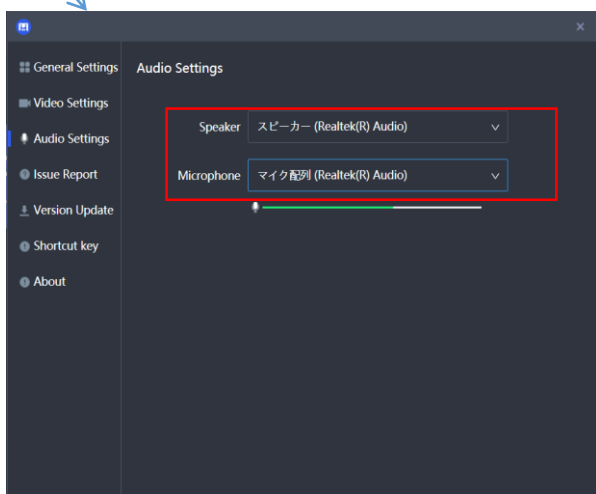 General Settings
Video Settings
Audio Settings
Issue Report
Version Update
Shortcut key
About
Audio Settings
Speaker スピーカー (Realtek(R) Audio)
Microphone マイク配列 (Realtek(R) Audio)